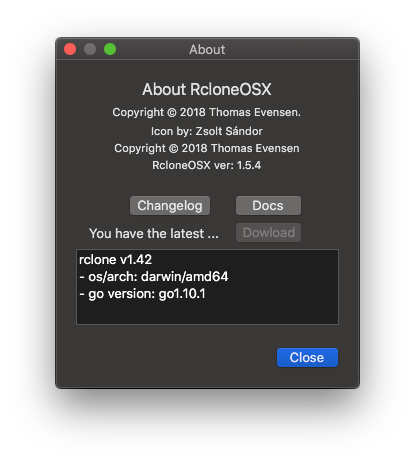 About
About RcloneOSX
Copyright © 2018 Thomas Evensen.
Icon by: Zsolt Sándor
Copyright © 2018 Thomas Evensen
RcloneOSX ver: 1.5.4
Changelog Docs
You have the latest ... Dowload
rclone v1.42
- os/arch: darwin/amd64
- go version: go1.10.1
Close